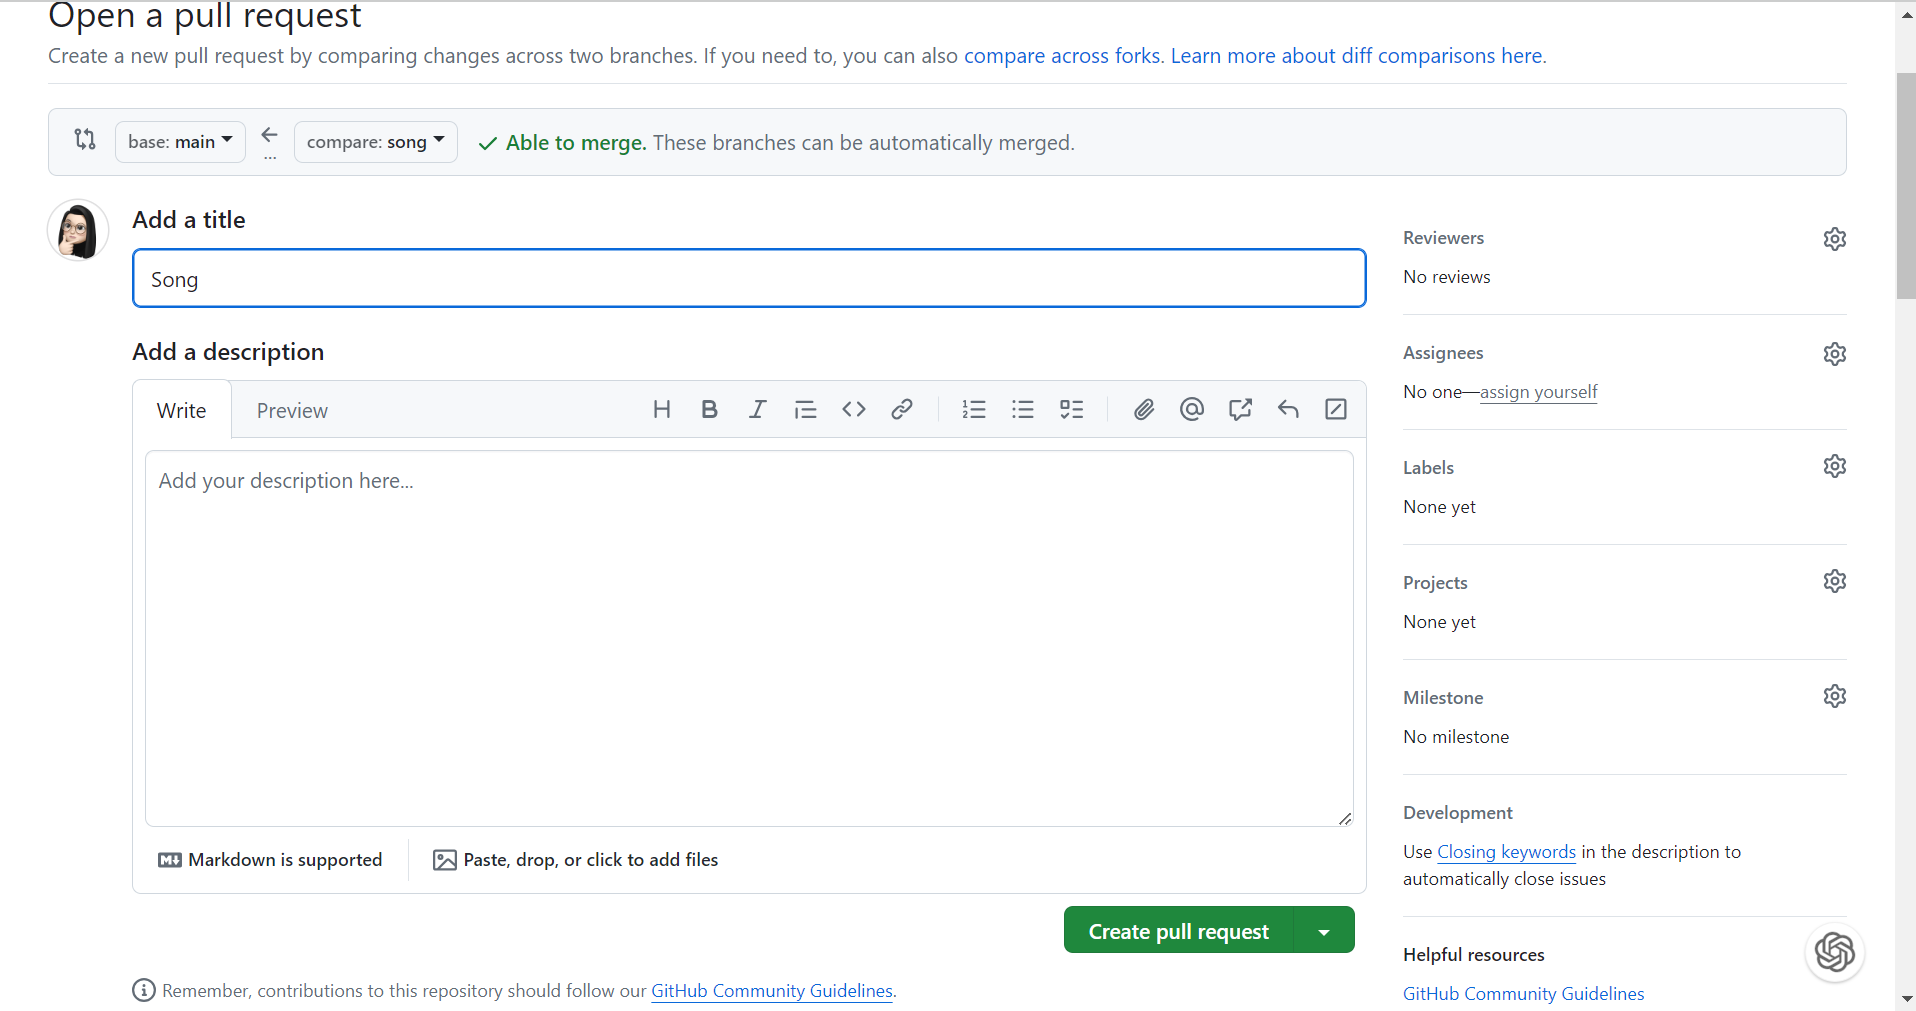 Open a pull request
Create a new pull request by comparing changes across two branches. If you need to, you can also compare across forks. Learn more about diff comparisons here.
base: main ... compare: song Able to merge. These branches can be automatically merged.
Add a title
Song
Add a description
Write Preview
Add your description here...
Markdown is supported Paste, drop, or click to add files
Create pull request
Remember, contributions to this repository should follow our GitHub Community Guidelines.
Reviewers
No reviews
Assignees
No one—assign yourself
Labels
None yet
Projects
None yet
Milestone
No milestone
Development
Use Closing keywords in the description to
automatically close issues
Helpful resources
GitHub Community Guidelines